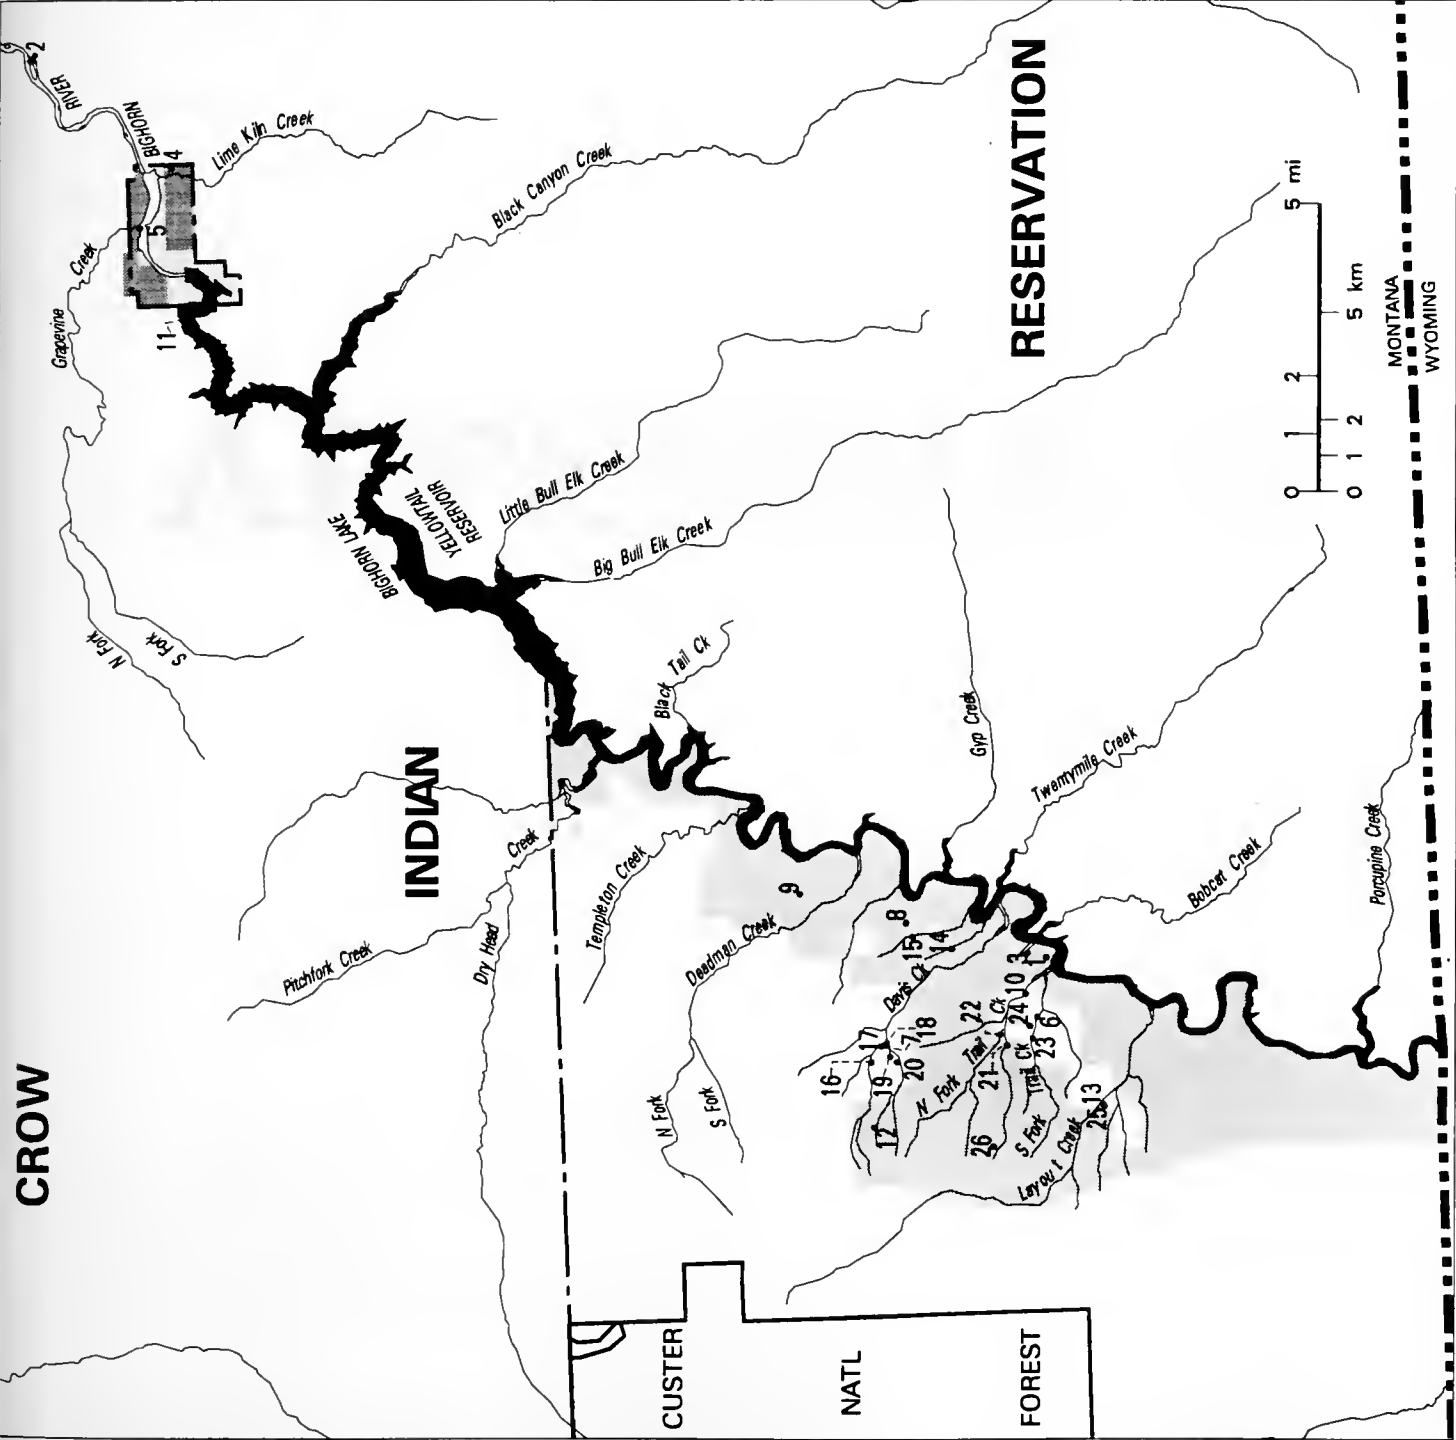 CROW
INDIAN
RESERVATION
2
RIVER
BIGHORN
4
Lime Kiln Creek
5
Grapevine
Creek
11
Black Canyon Creek
BIGHORN LAKE
YELLOWTAIL
RESERVOIR
Little Bull Elk Creek
Big Bull Elk Creek
N Fork
S Fork
Black Tail Ck
Pitchfork Creek
Dry Head
Creek
Templeton Creek
Gyp Creek
Twentymile Creek
Bobcat Creek
Porcupine Creek
9
Deadman Creek
N Fork
S Fork
8
15
14
Davis Ck
3
1
10
24
6
23
22
17
7
18
16
19
20
12
N Fork
Trail
Ck
21
Trail Ck
26
S Fork
Layout Creek
13
25
CUSTER
NATL
FOREST
0 1 2 5 mi
0 1 2 5 km
MONTANA
WYOMING